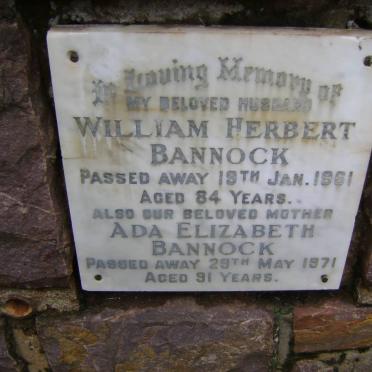 In Loving Memory of
MY BELOVED HUSBAND
WILLIAM HERBERT
BANNOCK
PASSED AWAY 19TH JAN. 1961
AGED 84 YEARS.
ALSO OUR BELOVED MOTHER
ADA ELIZABETH
BANNOCK
PASSED AWAY 29TH MAY 1971
AGED 91 YEARS.